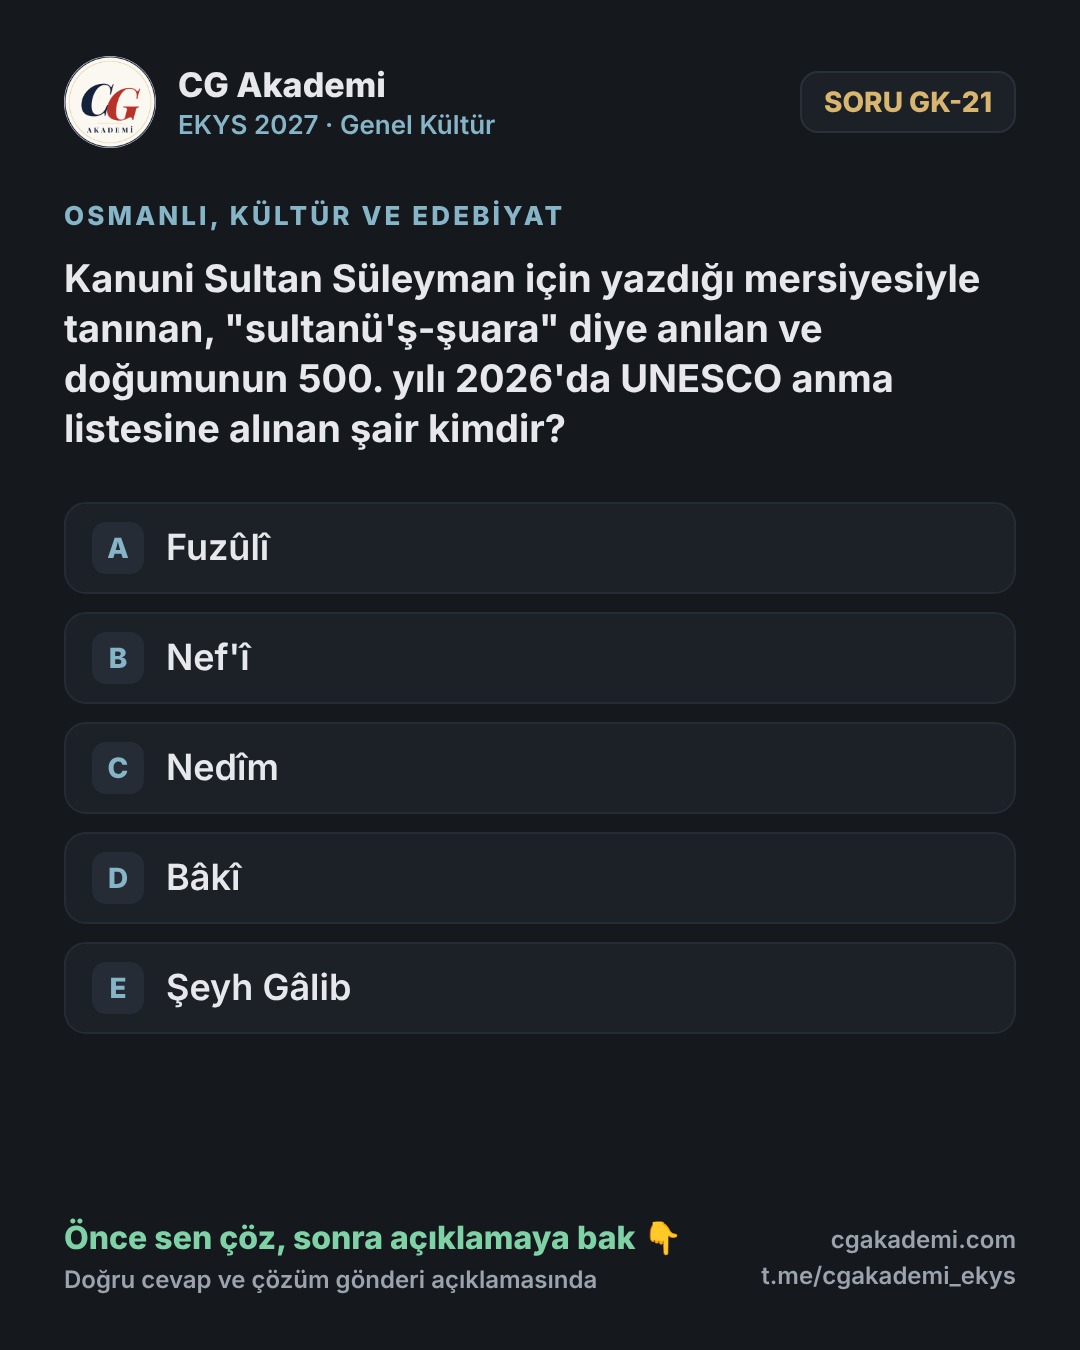 CG
AKADEMİ
CG Akademi
EKYS 2027 · Genel Kültür
SORU GK-21
OSMANLI, KÜLTÜR VE EDEBİYAT
Kanuni Sultan Süleyman için yazdığı mersiyesiyle
tanınan, "sultanü'ş-şuara" diye anılan ve
doğumunun 500. yılı 2026'da UNESCO anma
listesine alınan şair kimdir?
A Fuzûlî
B Nef'î
C Nedîm
D Bâkî
E Şeyh Gâlib
Önce sen çöz, sonra açıklamaya bak 👇
Doğru cevap ve çözüm gönderi açıklamasında
cgakademi.com
t.me/cgakademi_ekys